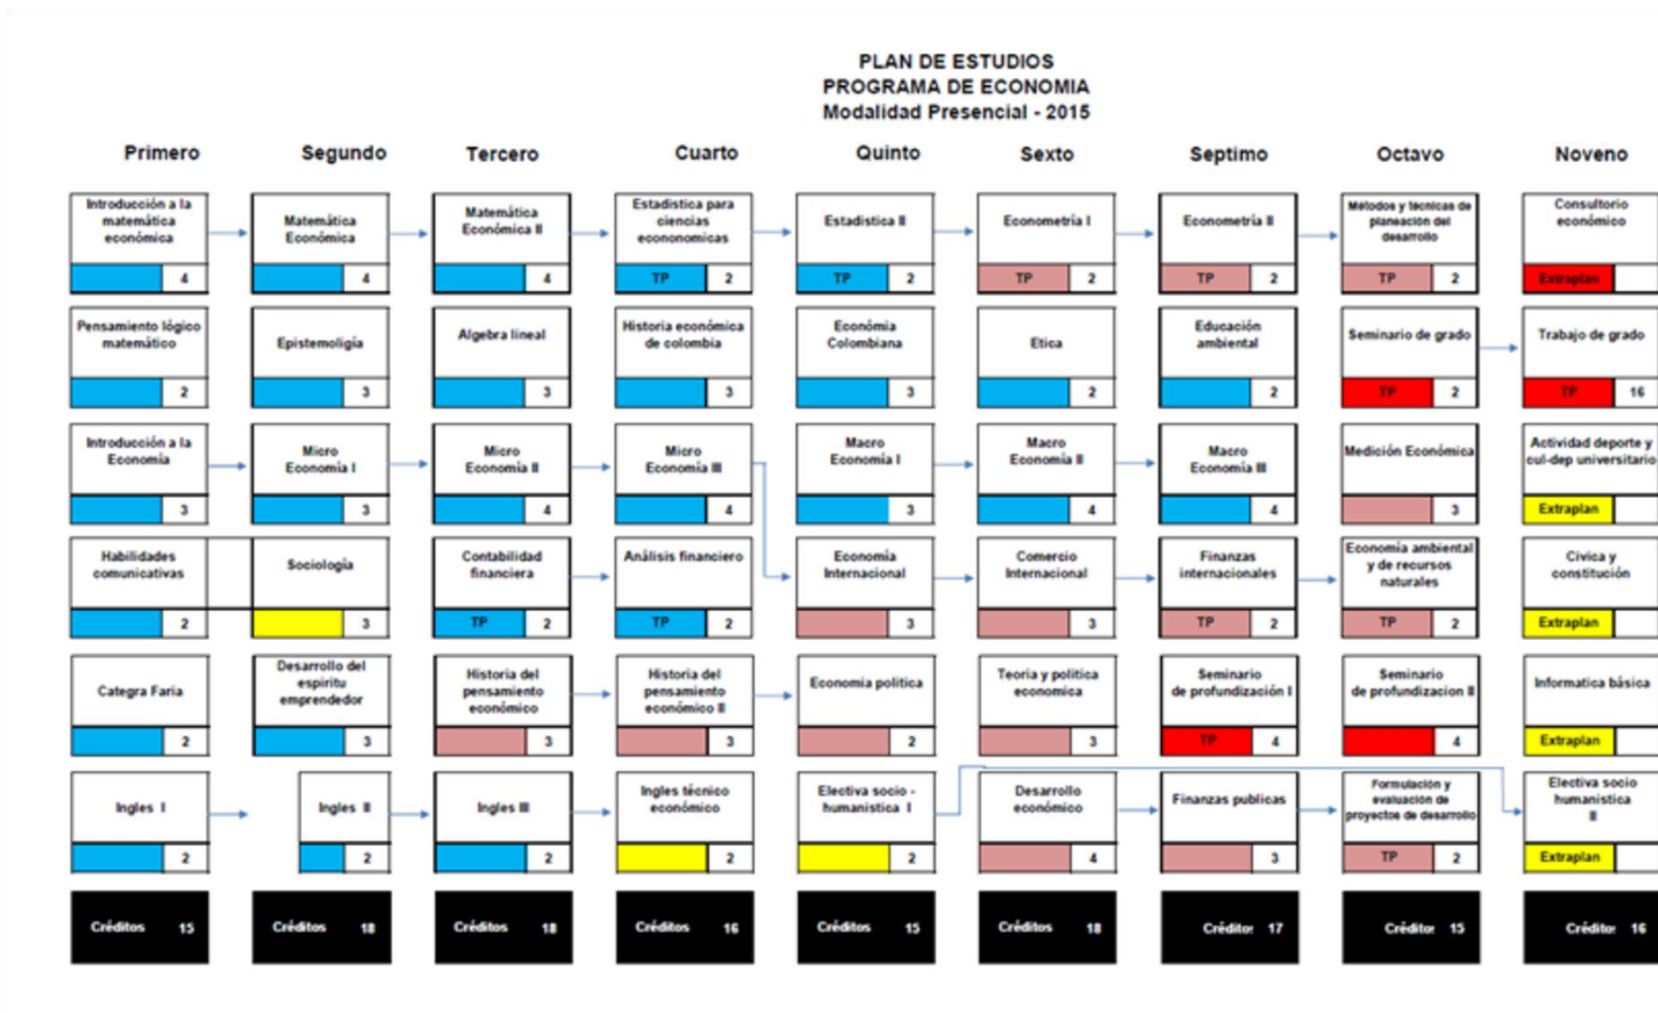 PLAN DE ESTUDIOS
PROGRAMA DE ECONOMIA
Modalidad Presencial - 2015
Primero
Segundo
Tercero
Cuarto
Quinto
Sexto
Septimo
Octavo
Noveno
Introducción a la
matemática
económica
4
Matemática
Económica
4
Matemática
Económica II
4
Estadistica para
ciencias
econonomicas
TP 2
Estadistica II
TP 2
Econometría I
TP 2
Econometría II
TP 2
Métodos y técnicas de
planeación del
desarrollo
TP 2
Consultorio
económico
Extraplan
Pensamiento lógico
matemático
2
Epistemoligía
3
Algebra lineal
3
Historia económica
de colombia
3
Económia
Colombiana
3
Etica
2
Educación
ambiental
2
Seminario de grado
TP 2
Trabajo de grado
TP 16
Introducción a la
Economía
3
Micro
Economía I
3
Micro
Economía II
4
Micro
Economía III
4
Macro
Economía I
3
Macro
Economía II
4
Macro
Economía III
4
Medición Económica
3
Actividad deporte y
cul-dep universitario
Extraplan
Habilidades
comunicativas
2
Sociología
3
Contabilidad
financiera
TP 2
Análisis financiero
TP 2
Economía
Internacional
3
Comercio
Internacional
3
Finanzas
internacionales
TP 2
Economía ambiental
y de recursos
naturales
TP 2
Civica y
constitución
Extraplan
Categra Faria
2
Desarrollo del
espiritu
emprendedor
3
Historia del
pensamiento
económico
3
Historia del
pensamiento
económico II
3
Economia politica
2
Teoria y politica
economica
3
Seminario
de profundización I
TP 4
Seminario
de profundizacion II
4
Informatica básica
Extraplan
Ingles I
2
Ingles II
2
Ingles III
2
Ingles técnico
económico
2
Electiva socio -
humanistica I
2
Desarrollo
económico
4
Finanzas publicas
3
Formulación y
evaluación de
proyectos de desarrollo
TP 2
Electiva socio
humanistica
II
Extraplan
Créditos 15
Créditos 18
Créditos 18
Créditos 16
Créditos 15
Créditos 18
Crédito: 17
Crédito: 15
Crédito: 16